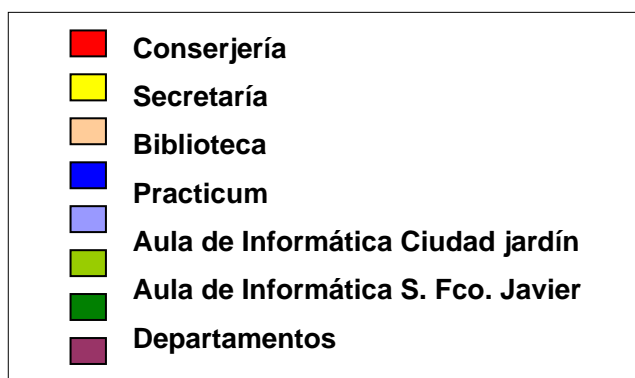 Conserjería
Secretaría
Biblioteca
Practicum
Aula de Informática Ciudad jardín
Aula de Informática S. Fco. Javier
Departamentos